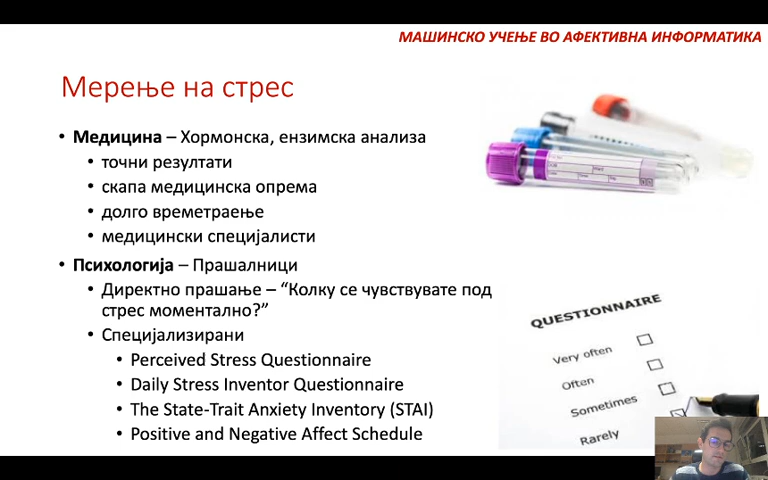 МАШИНСКО УЧЕЊЕ ВО АФЕКТИВНА ИНФОРМАТИКА
Мерење на стрес
• Медицина – Хормонска, ензимска анализа
• точни резултати
• скапа медицинска опрема
• долго времетраење
• медицински специјалисти
• Психологија – Прашалници
• Директно прашање – “Колку се чувствувате под
стрес моментално?”
• Специјализирани
• Perceived Stress Questionnaire
• Daily Stress Inventor Questionnaire
• The State-Trait Anxiety Inventory (STAI)
• Positive and Negative Affect Schedule
QUESTIONNAIRE
Very often
Often
Sometimes
Rarely